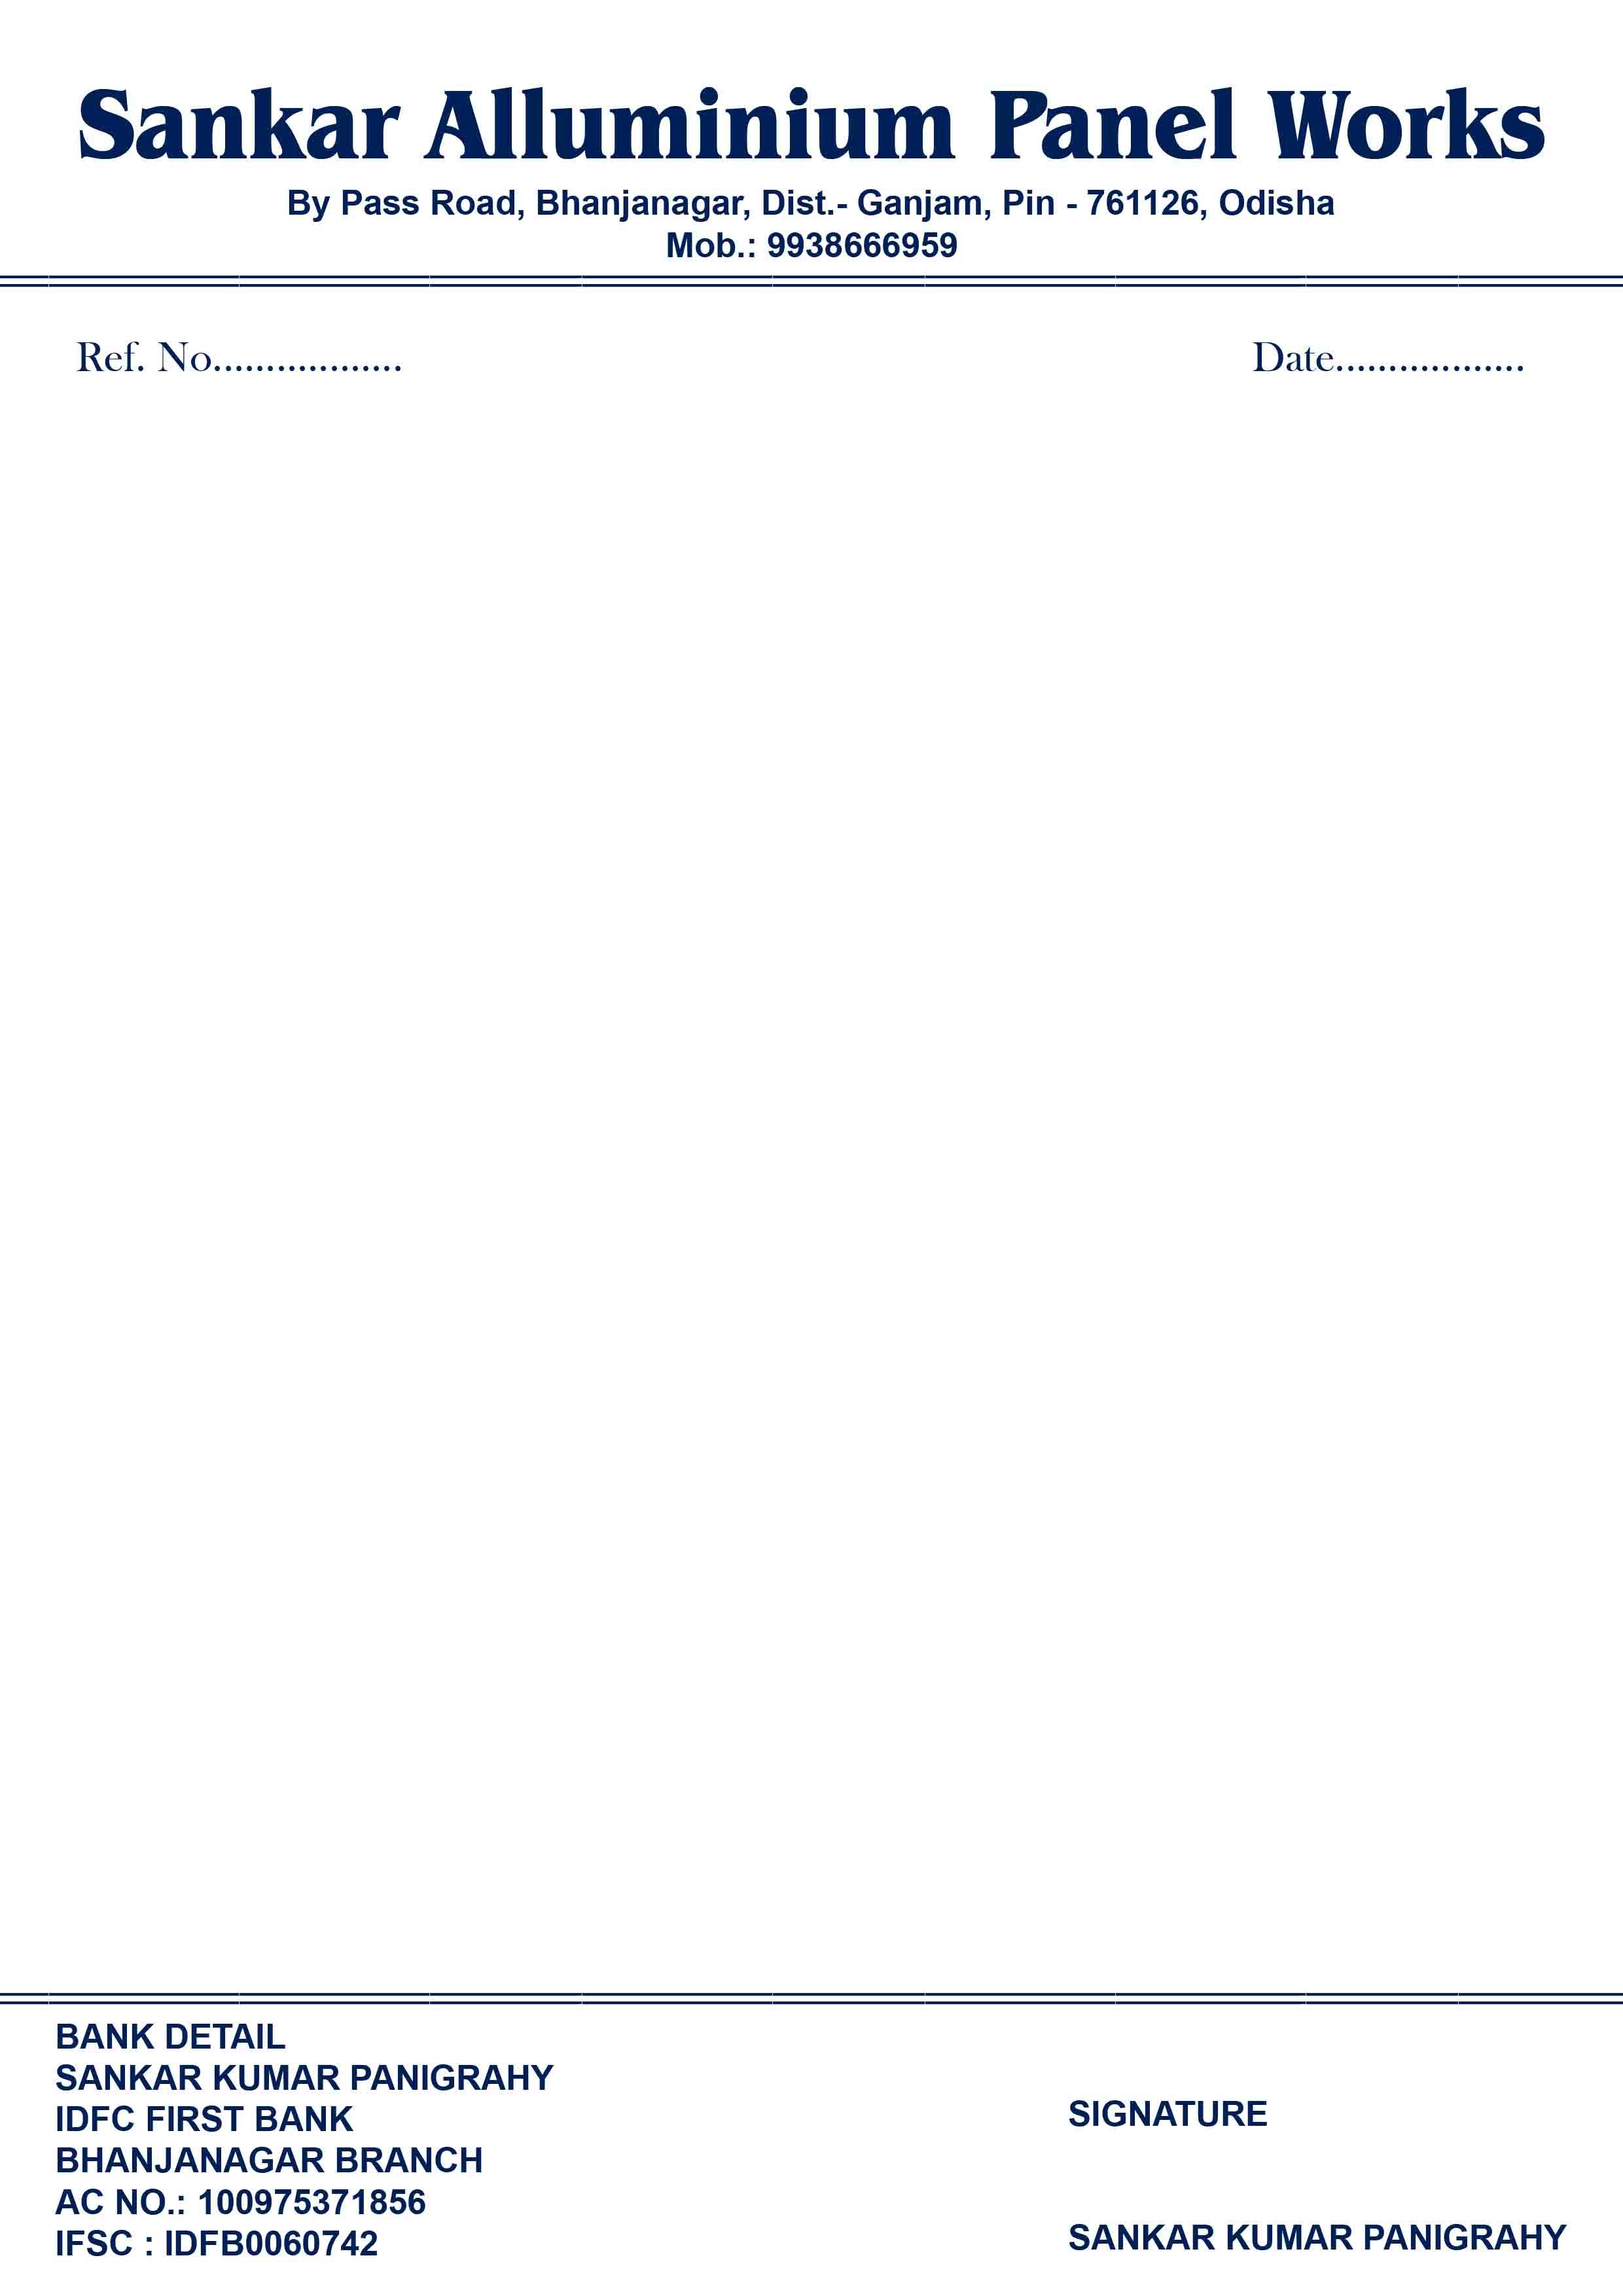 Sankar Alluminium Panel Works
By Pass Road, Bhanjanagar, Dist.- Ganjam, Pin - 761126, Odisha
Mob.: 9938666959
Ref. No.................. Date..................
BANK DETAIL
SANKAR KUMAR PANIGRAHY
IDFC FIRST BANK
BHANJANAGAR BRANCH
AC NO.: 100975371856
IFSC : IDFB0060742
SIGNATURE
SANKAR KUMAR PANIGRAHY